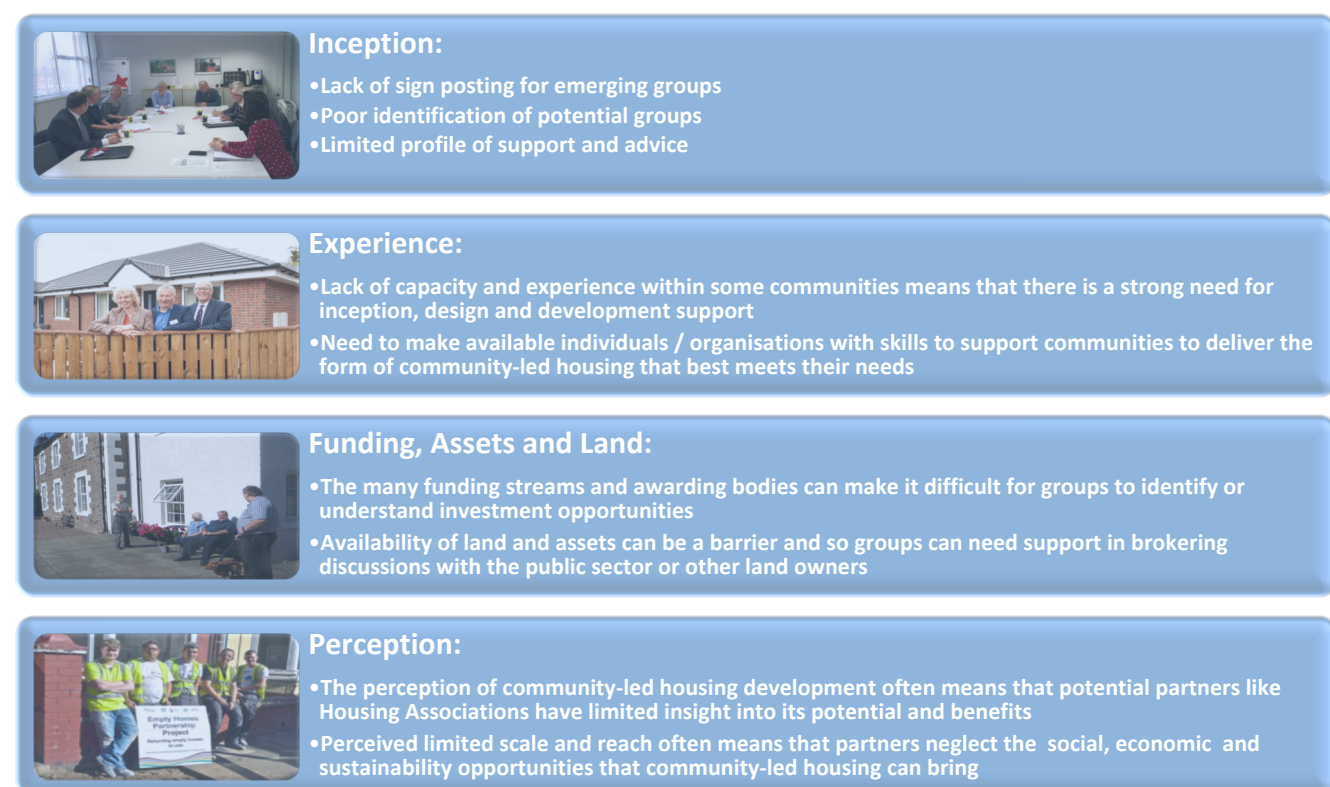 Inception:
•Lack of sign posting for emerging groups
•Poor identification of potential groups
•Limited profile of support and advice
Experience:
•Lack of capacity and experience within some communities means that there is a strong need for
inception, design and development support
•Need to make available individuals / organisations with skills to support communities to deliver the
form of community-led housing that best meets their needs
Funding, Assets and Land:
•The many funding streams and awarding bodies can make it difficult for groups to identify or
understand investment opportunities
•Availability of land and assets can be a barrier and so groups can need support in brokering
discussions with the public sector or other land owners
Perception:
•The perception of community-led housing development often means that potential partners like
Housing Associations have limited insight into its potential and benefits
•Perceived limited scale and reach often means that partners neglect the  social, economic  and
sustainability opportunities that community-led housing can bring
Empty Homes
Partnership
Project
Returning empty homes
to use